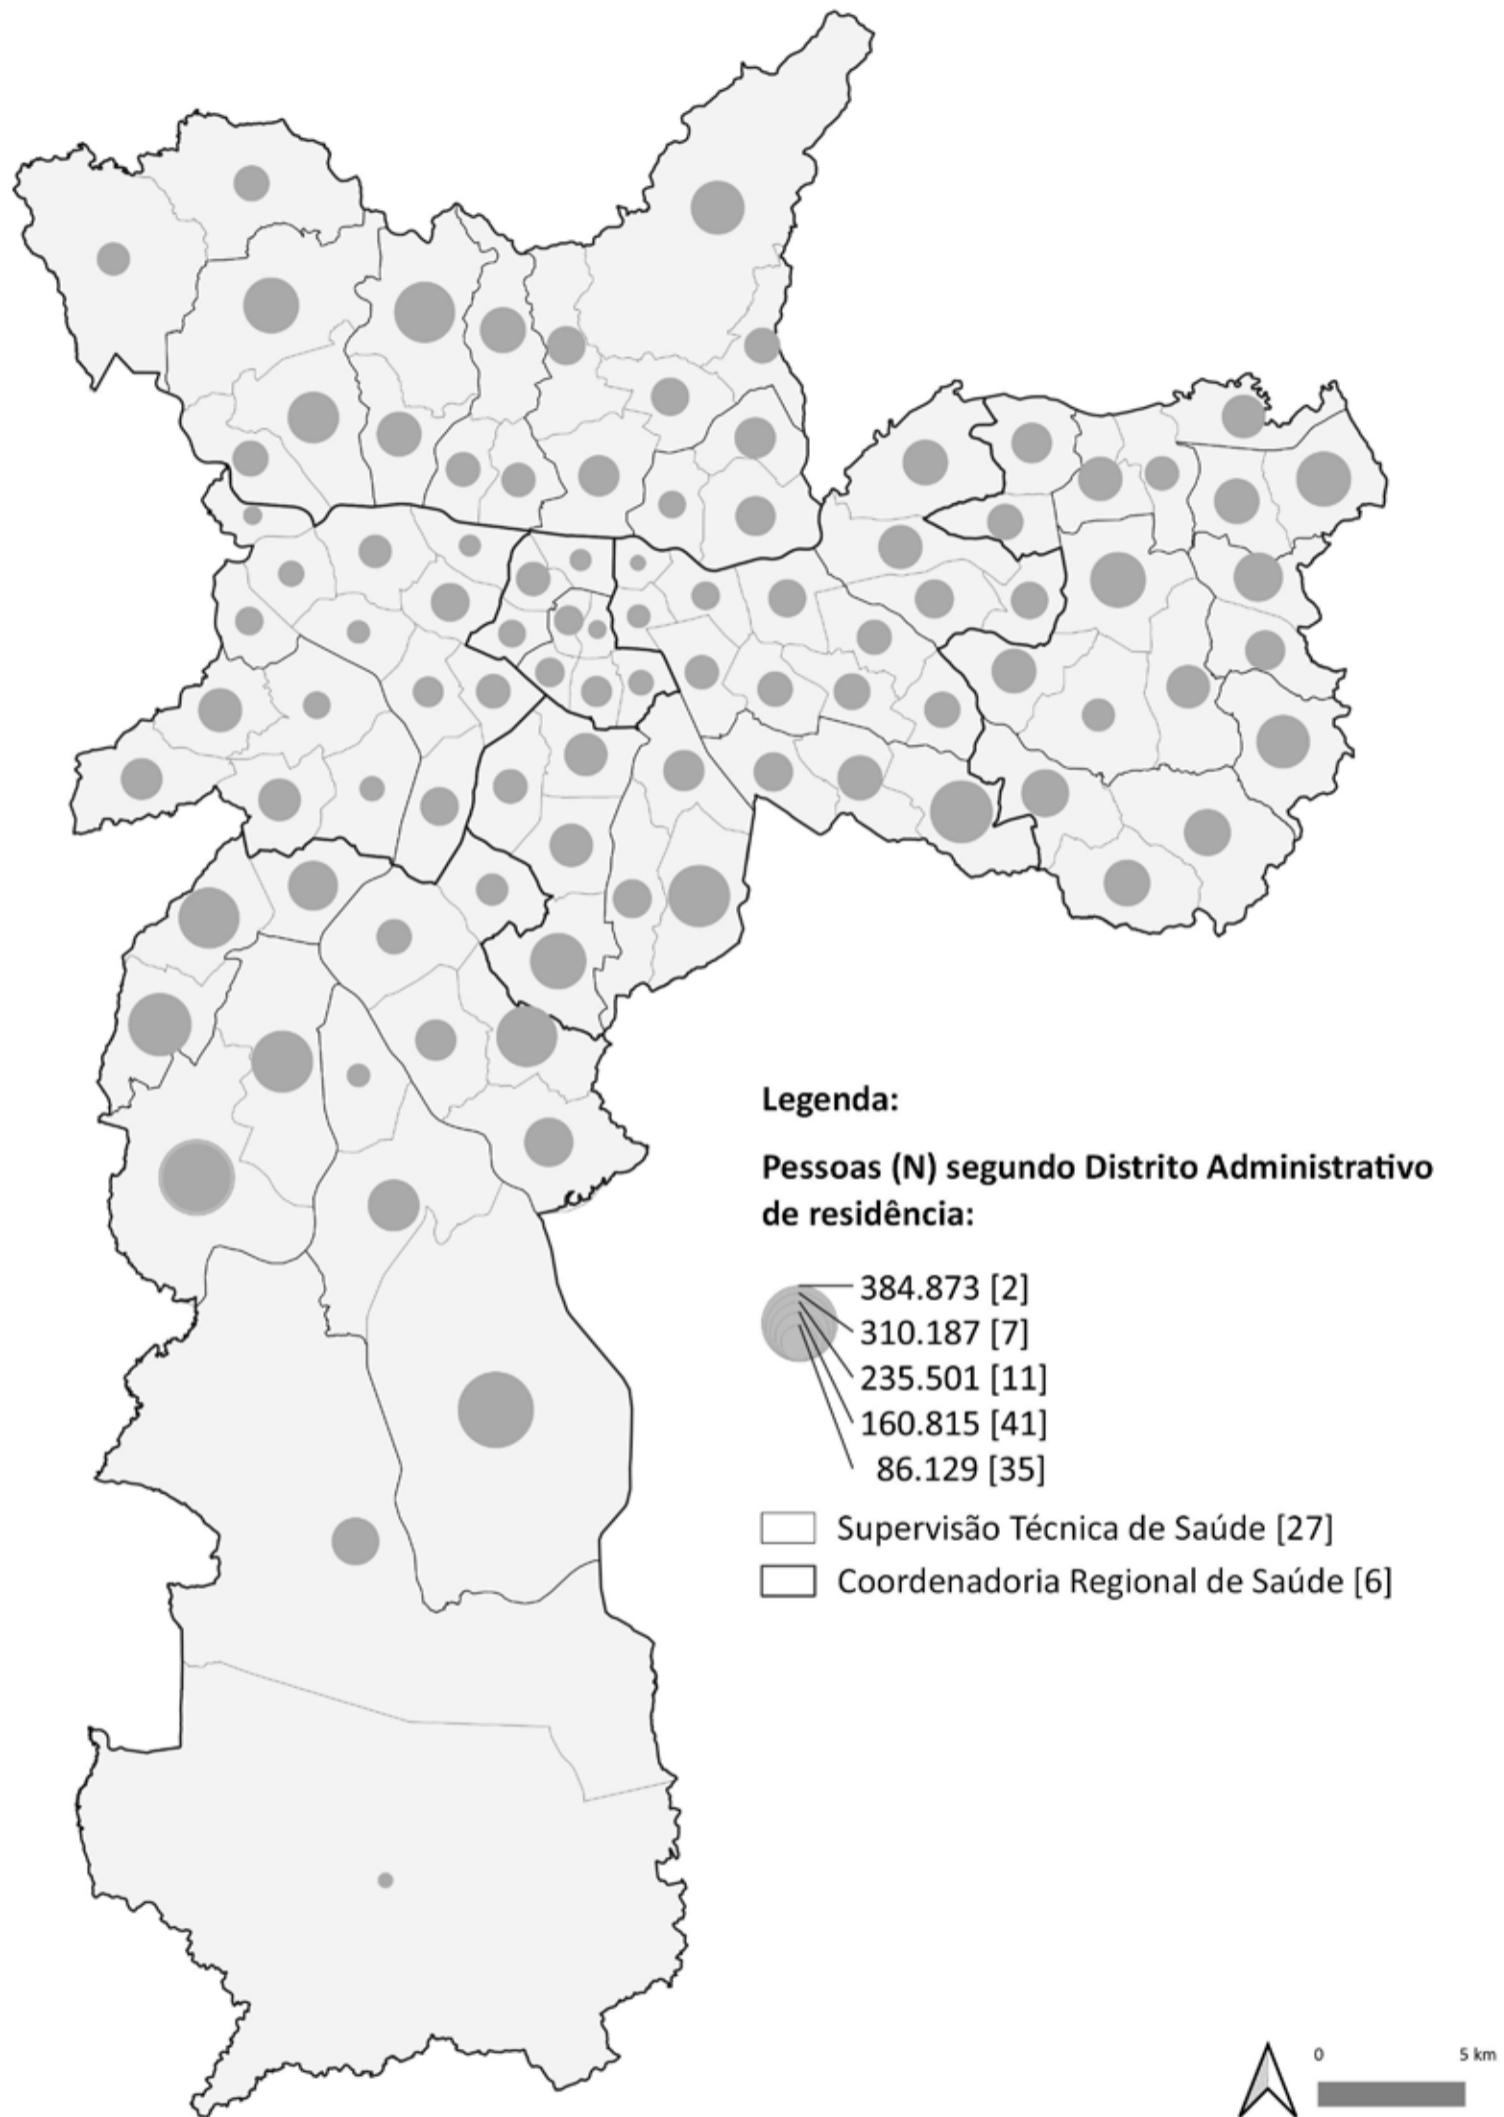 Legenda:
Pessoas (N) segundo Distrito Administrativo
de residência:
384.873 [2]
310.187 [7]
235.501 [11]
160.815 [41]
86.129 [35]
Supervisão Técnica de Saúde [27]
Coordenadoria Regional de Saúde [6]
0 5 km